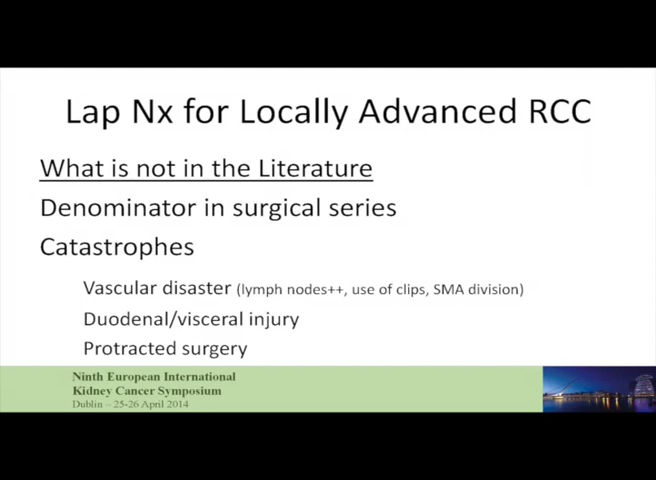 Lap Nx for Locally Advanced RCC
What is not in the Literature
Denominator in surgical series
Catastrophes
Vascular disaster (lymph nodes++, use of clips, SMA division)
Duodenal/visceral injury
Protracted surgery
Ninth European International
Kidney Cancer Symposium
Dublin – 25-26 April 2014